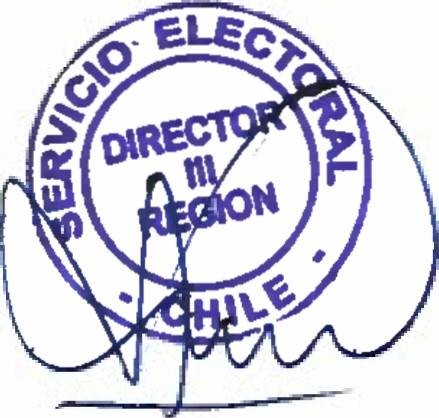 SERVICIO ELECTORAL
DIRECTOR
III
REGION
- CHILE -